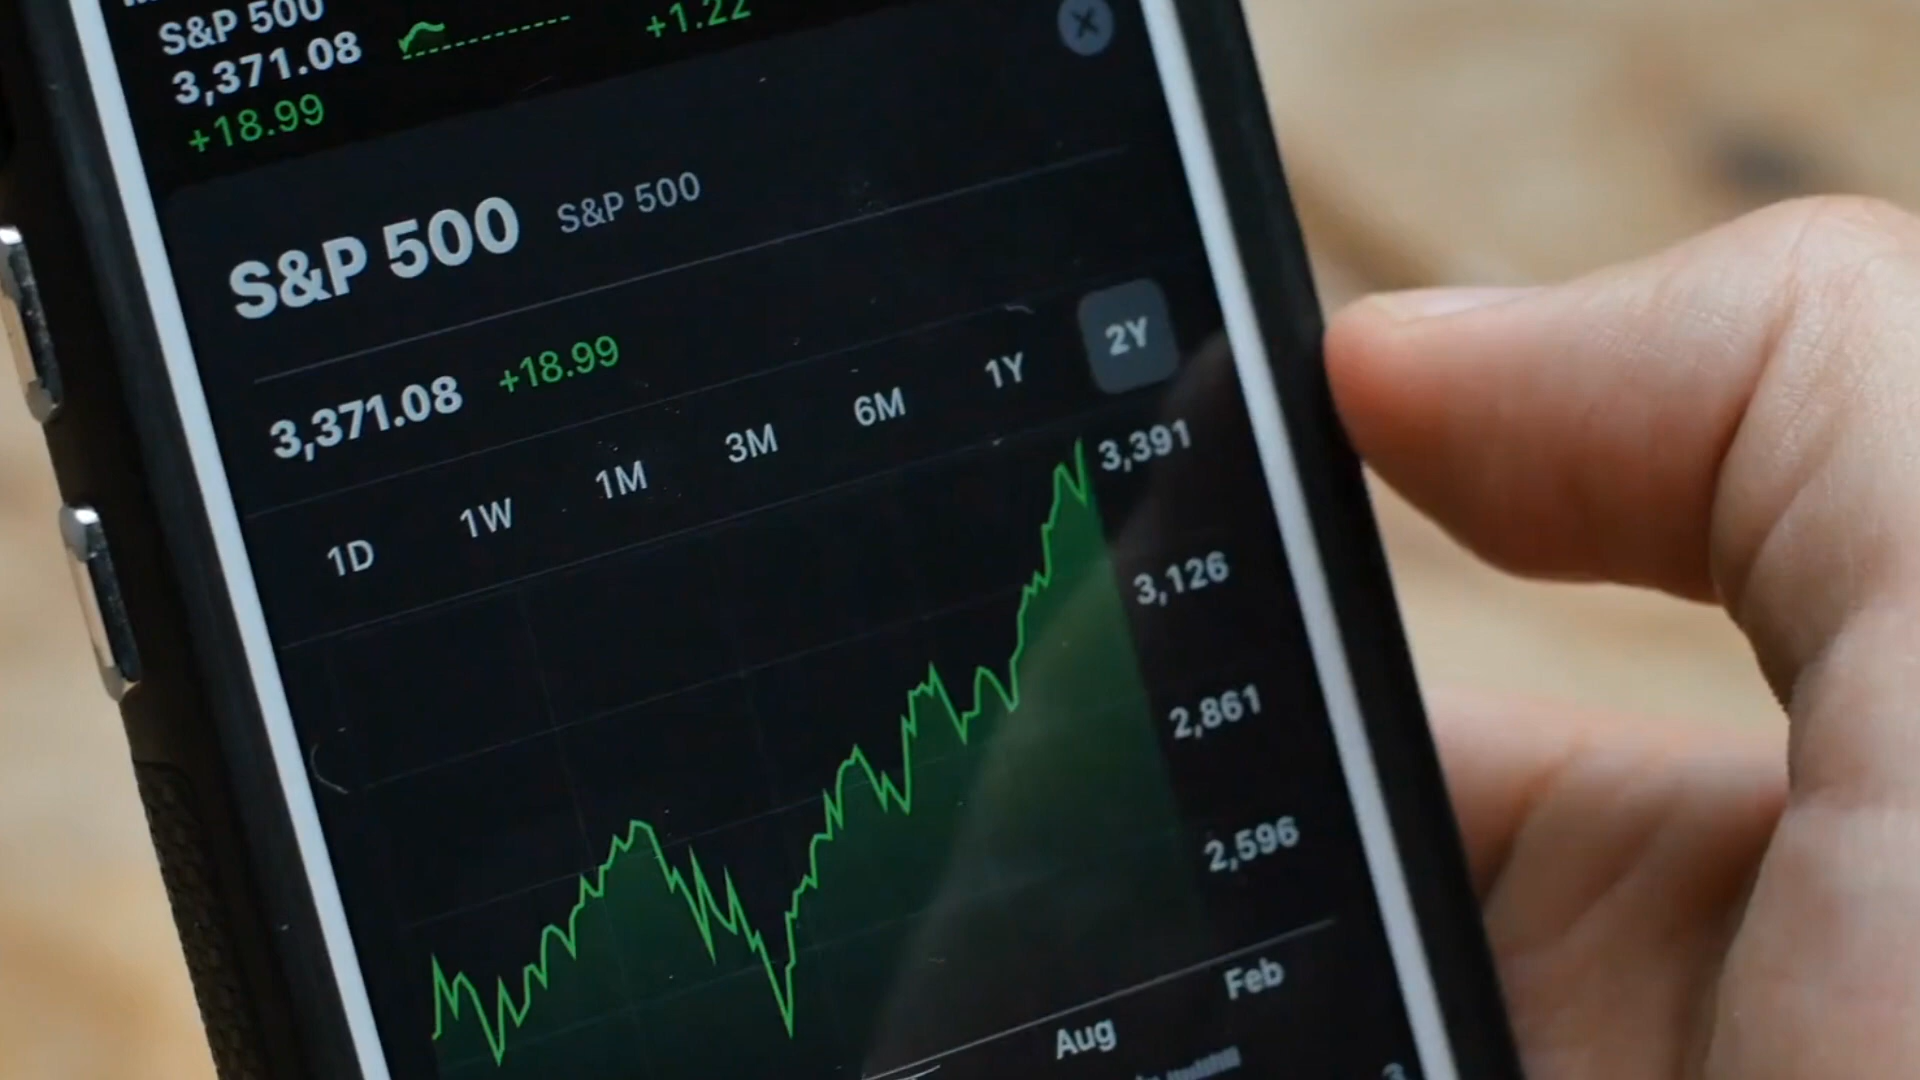 S&P 500
3,371.08
+1.22
+18.99
S&P 500 S&P 500
3,371.08 +18.99
1D 1W 1M 3M 6M 1Y 2Y
3,391
3,126
2,861
2,596
Aug Feb